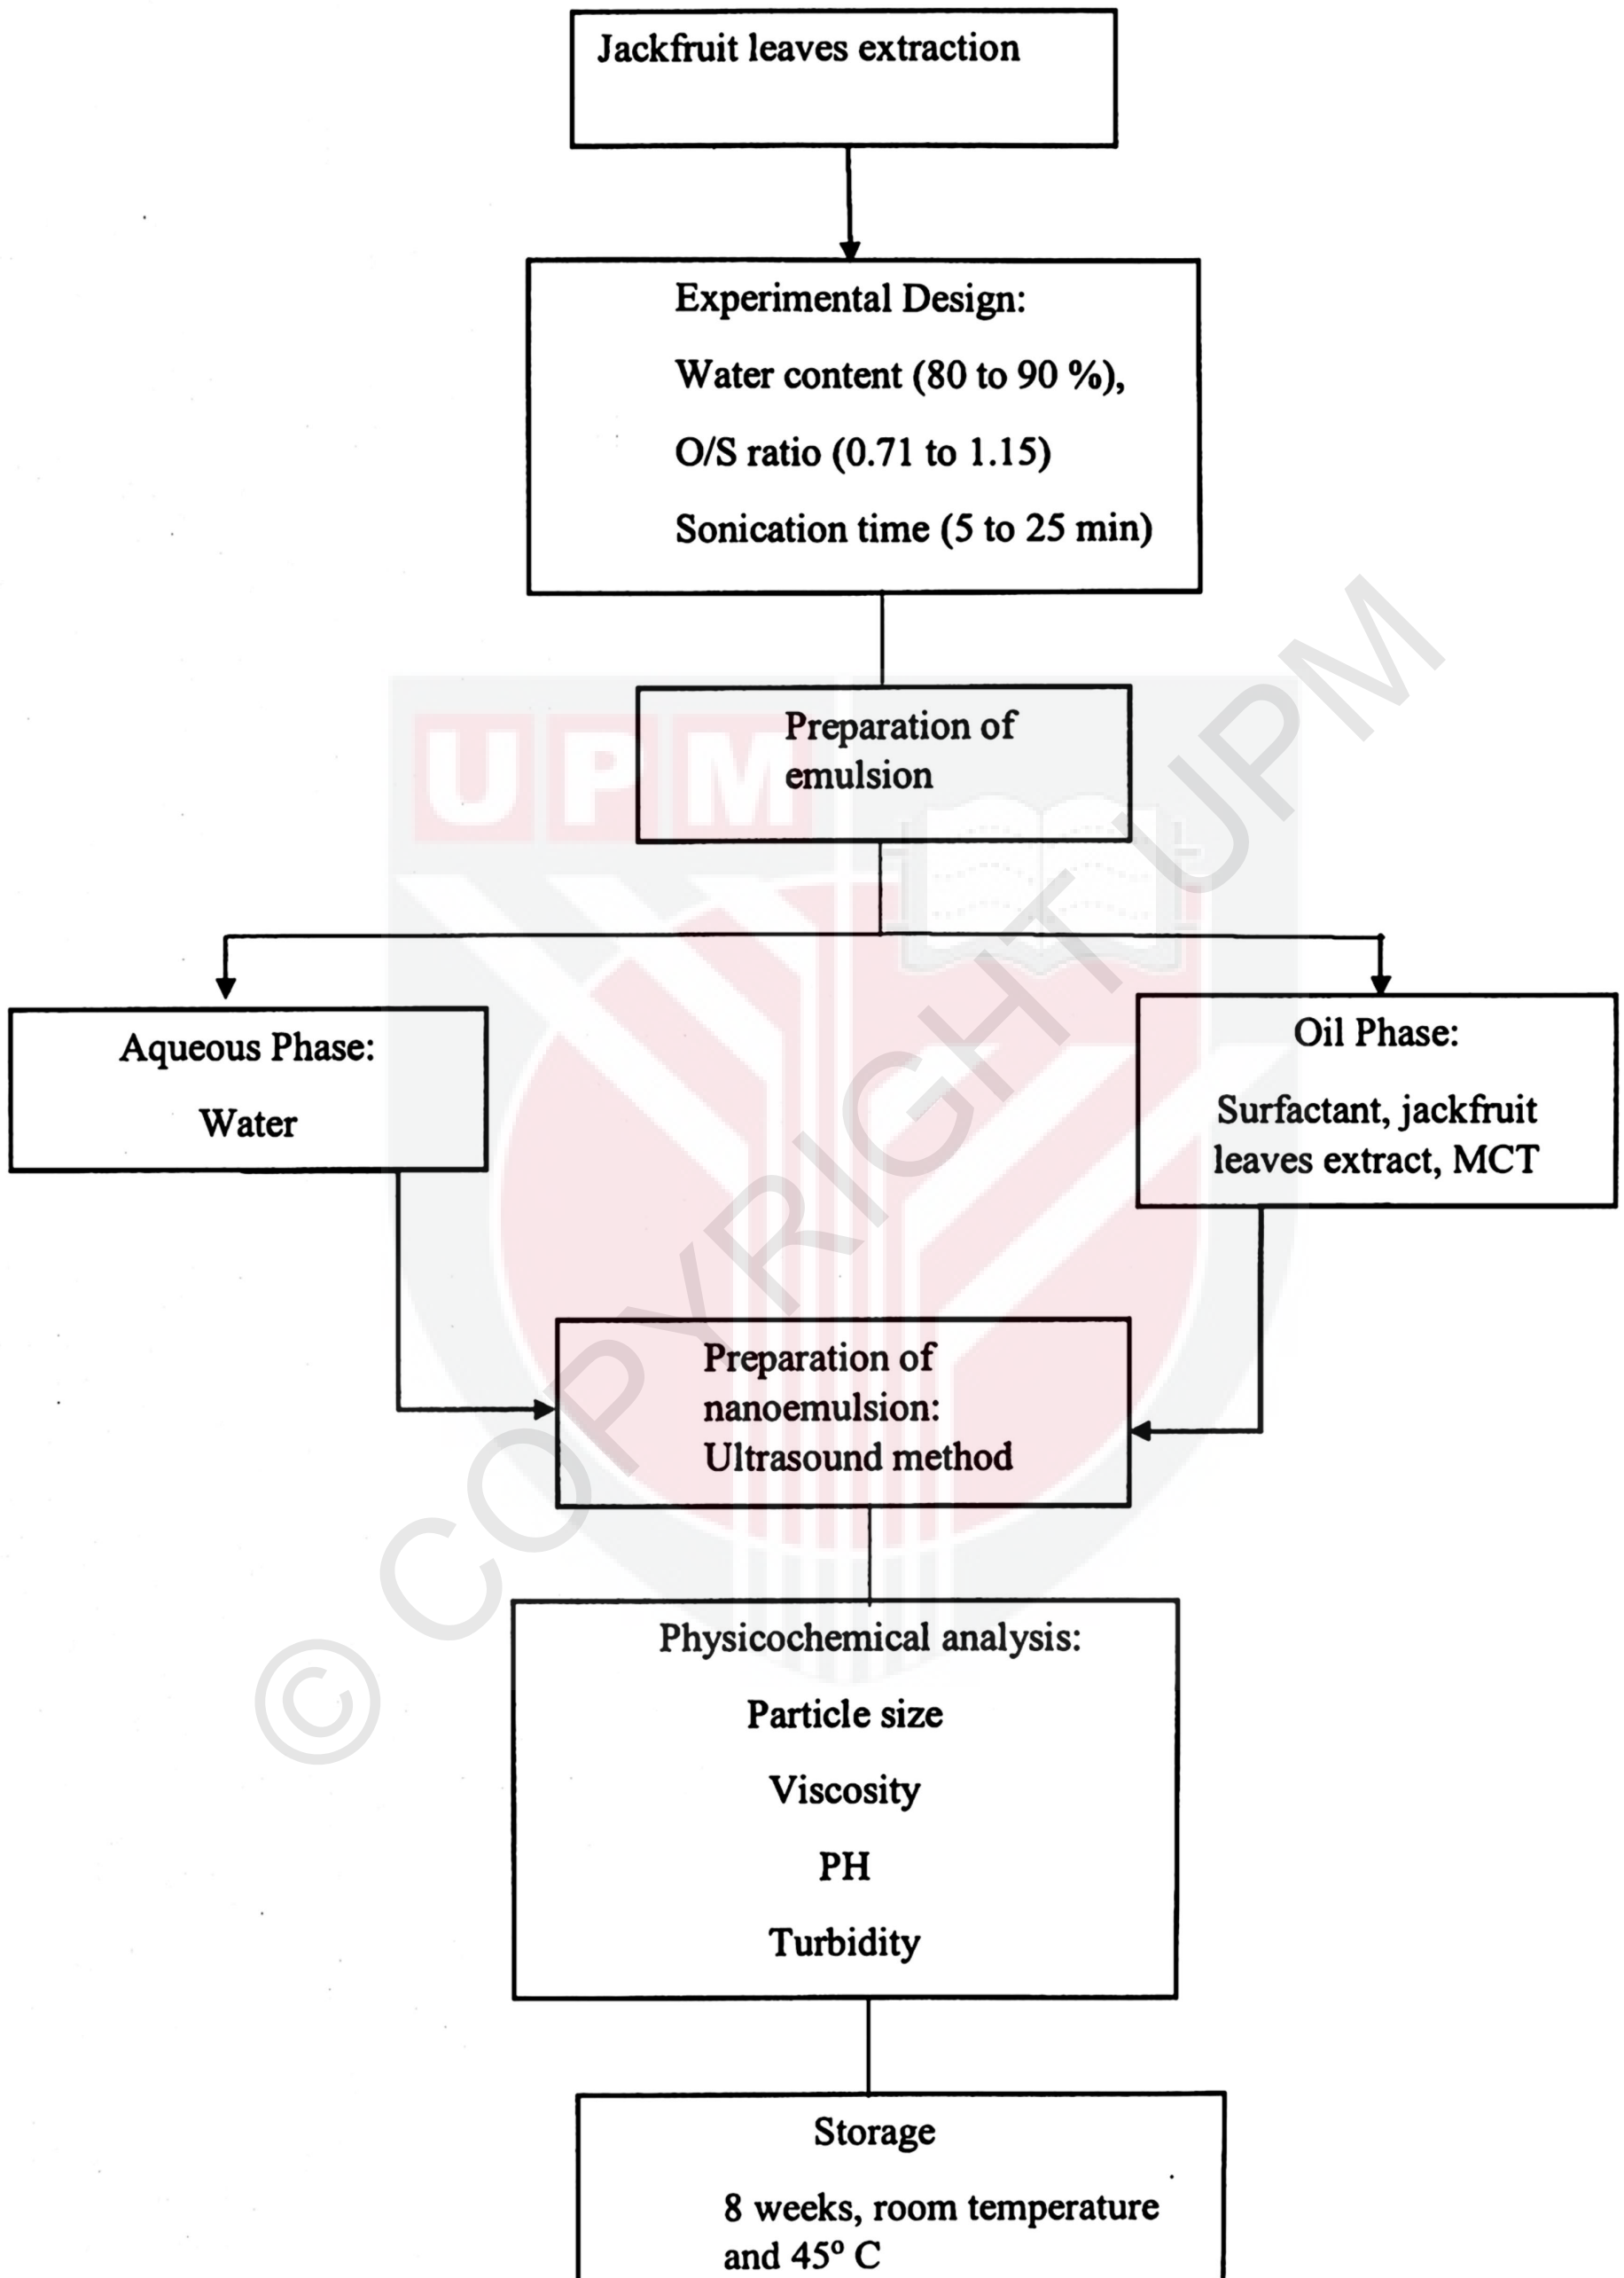 Jackfruit leaves extraction
Experimental Design:
Water content (80 to 90 %),
O/S ratio (0.71 to 1.15)
Sonication time (5 to 25 min)
UPM
Preparation of
emulsion
Aqueous Phase:
Water
Oil Phase:
Surfactant, jackfruit
leaves extract, MCT
Preparation of
nanoemulsion:
Ultrasound method
Physicochemical analysis:
Particle size
Viscosity
PH
Turbidity
Storage
8 weeks, room temperature
and 45º C
© COPYRIGHT UPM